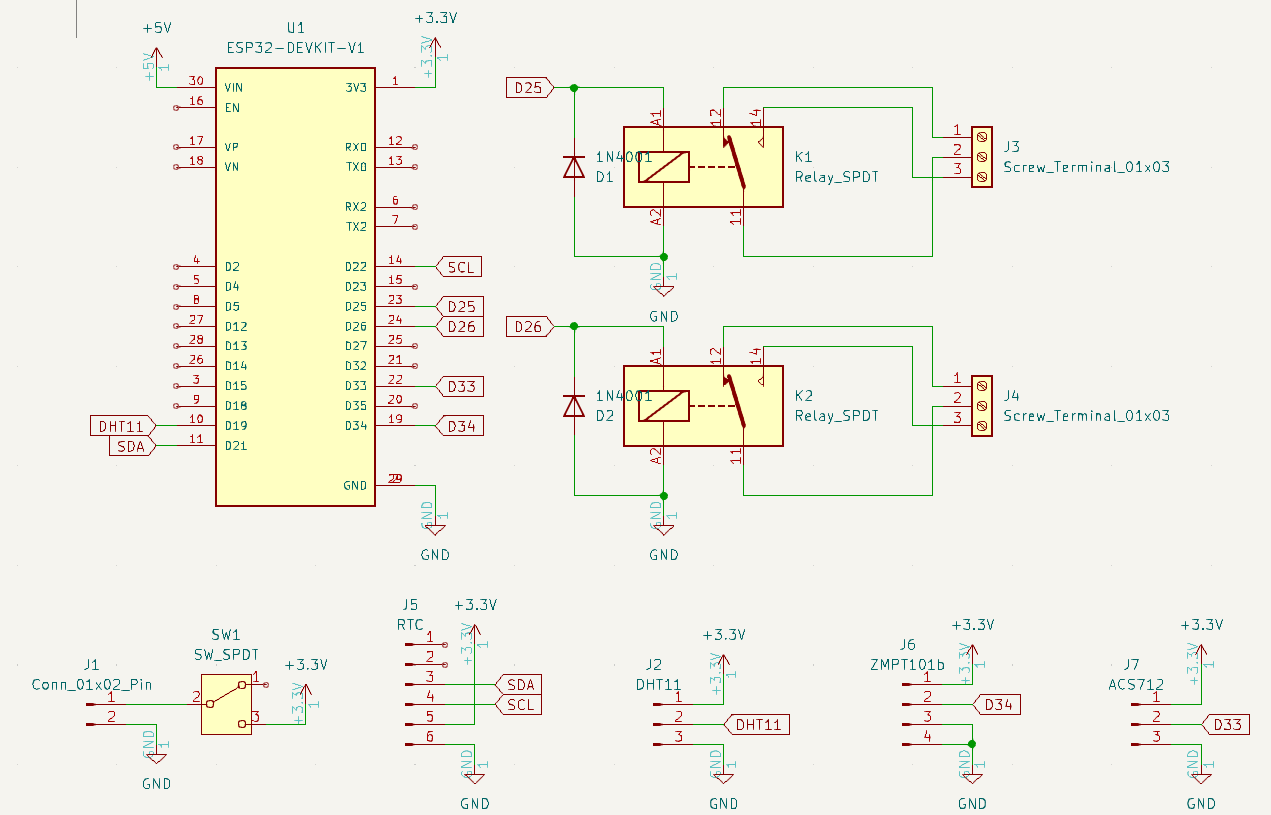 +5V
+5V
1
U1
ESP32-DEVKIT-V1
+3.3V
+3.3V
1
30 VIN
16 EN
17 VP
18 VN
4 D2
5 D4
8 D5
27 D12
28 D13
26 D14
3 D15
9 D18
DHT11 10 D19
SDA 11 D21
3V3 1
RX0 12
TX0 13
RX2 6
TX2 7
D22 14 SCL
D23 15
D25 23 D25
D26 24 D26
D27 25
D32 21
D33 22 D33
D35 20
D34 19 D34
GND
GND
1
GND
D25
A1
12
14
1N4001
D1
K1
Relay_SPDT
A2
11
GND
1
GND
1
2
3
J3
Screw_Terminal_01x03
D26
A1
12
14
1N4001
D2
K2
Relay_SPDT
A2
11
GND
1
GND
1
2
3
J4
Screw_Terminal_01x03
J1
Conn_01x02_Pin
1
2
GND
1
GND
SW1
SW_SPDT
1
2
3
+3.3V
+3.3V
1
J5
RTC
+3.3V
+3.3V
1
1
2
3 SDA
4 SCL
5
6
GND
1
GND
J2
DHT11
+3.3V
+3.3V
1
1
2 DHT11
3
GND
1
GND
J6
ZMPT101b
+3.3V
+3.3V
1
1
2 D34
3
4
GND
1
GND
J7
ACS712
+3.3V
+3.3V
1
1
2 D33
3
GND
1
GND